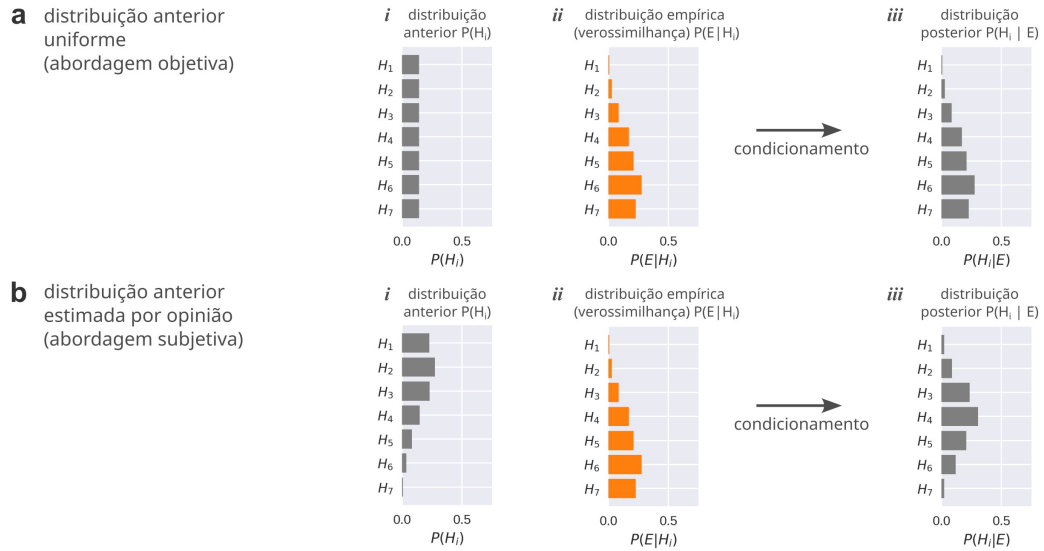 a distribuição anterior
uniforme
(abordagem objetiva)
i distribuição
anterior P(Hᵢ)
H₁
H₂
H₃
H₄
H₅
H₆
H₇
0.0 0.5
P(Hᵢ)
ii distribuição empírica
(verossimilhança) P(E|Hᵢ)
H₁
H₂
H₃
H₄
H₅
H₆
H₇
0.0 0.5
P(E|Hᵢ)
condicionamento
iii distribuição
posterior P(Hᵢ | E)
H₁
H₂
H₃
H₄
H₅
H₆
H₇
0.0 0.5
P(Hᵢ|E)
b distribuição anterior
estimada por opinião
(abordagem subjetiva)
i distribuição
anterior P(Hᵢ)
H₁
H₂
H₃
H₄
H₅
H₆
H₇
0.0 0.5
P(Hᵢ)
ii distribuição empírica
(verossimilhança) P(E|Hᵢ)
H₁
H₂
H₃
H₄
H₅
H₆
H₇
0.0 0.5
P(E|Hᵢ)
condicionamento
iii distribuição
posterior P(Hᵢ | E)
H₁
H₂
H₃
H₄
H₅
H₆
H₇
0.0 0.5
P(Hᵢ|E)